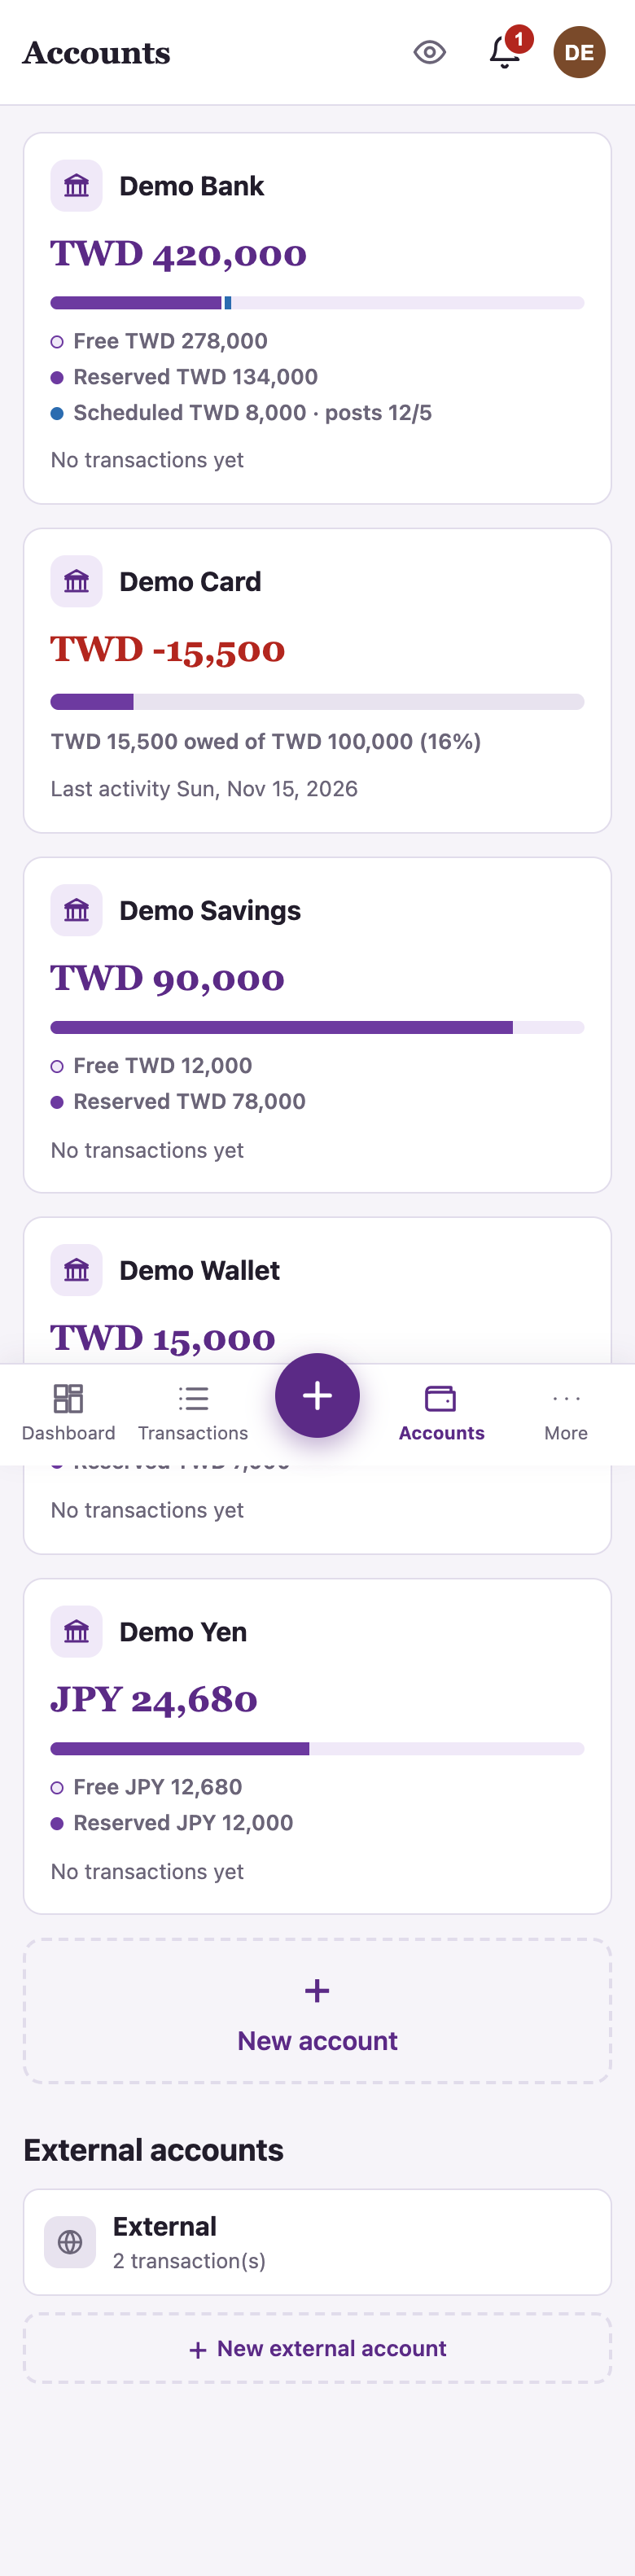 Accounts
1
DE
Demo Bank
TWD 420,000
Free TWD 278,000
Reserved TWD 134,000
Scheduled TWD 8,000 · posts 12/5
No transactions yet
Demo Card
TWD -15,500
TWD 15,500 owed of TWD 100,000 (16%)
Last activity Sun, Nov 15, 2026
Demo Savings
TWD 90,000
Free TWD 12,000
Reserved TWD 78,000
No transactions yet
Demo Wallet
TWD 15,000
Dashboard
Transactions
Accounts
More
No transactions yet
Demo Yen
JPY 24,680
Free JPY 12,680
Reserved JPY 12,000
No transactions yet
New account
External accounts
External
2 transaction(s)
New external account